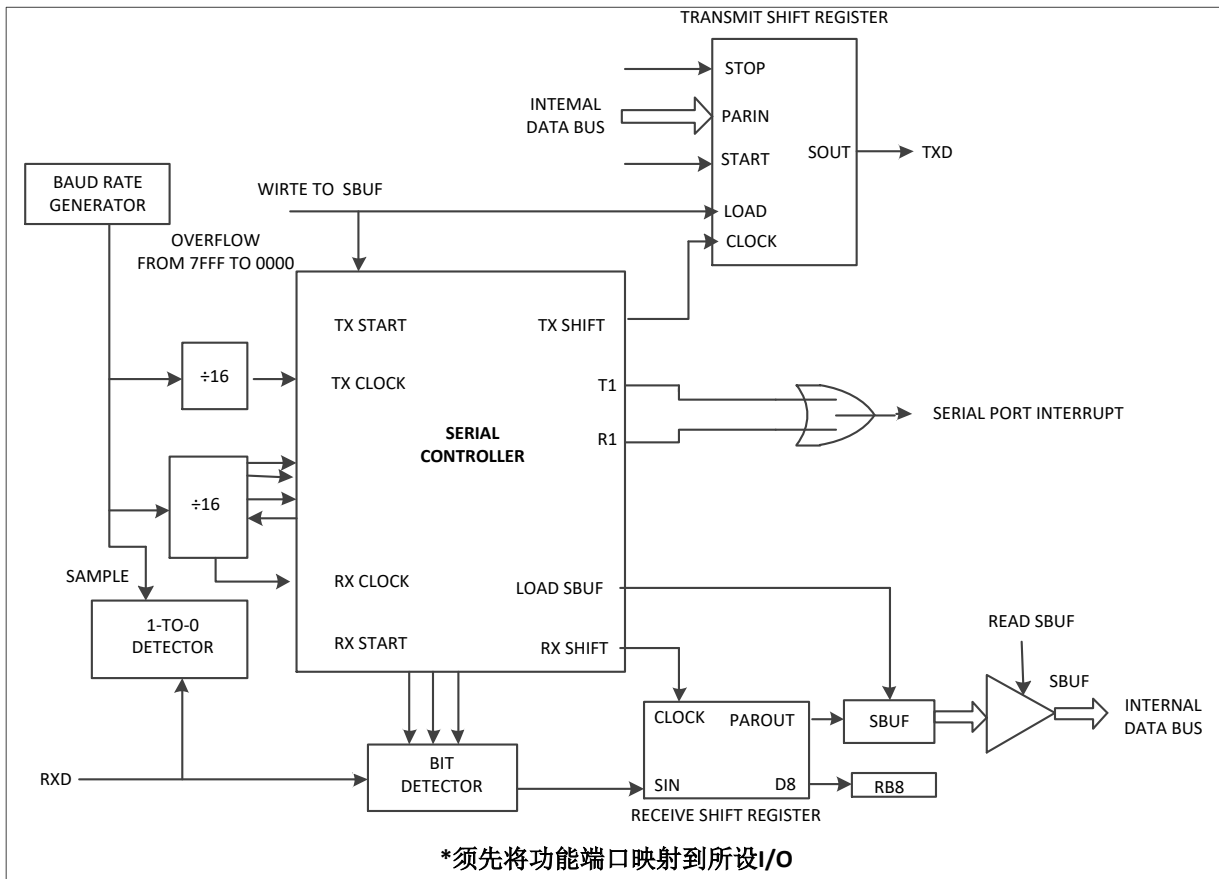 TRANSMIT SHIFT REGISTER
STOP
INTEMAL
DATA BUS
PARIN
START
SOUT
TXD
BAUD RATE
GENERATOR
WIRTE TO SBUF
LOAD
CLOCK
OVERFLOW
FROM 7FFF TO 0000
TX START
TX SHIFT
÷16
TX CLOCK
T1
SERIAL PORT INTERRUPT
SERIAL
CONTROLLER
R1
÷16
SAMPLE
RX CLOCK
LOAD SBUF
1-TO-0
DETECTOR
RX START
RX SHIFT
READ SBUF
SBUF
CLOCK
PAROUT
SBUF
INTERNAL
DATA BUS
RXD
BIT
DETECTOR
SIN
D8
RB8
RECEIVE SHIFT REGISTER
*须先将功能端口映射到所设I/O